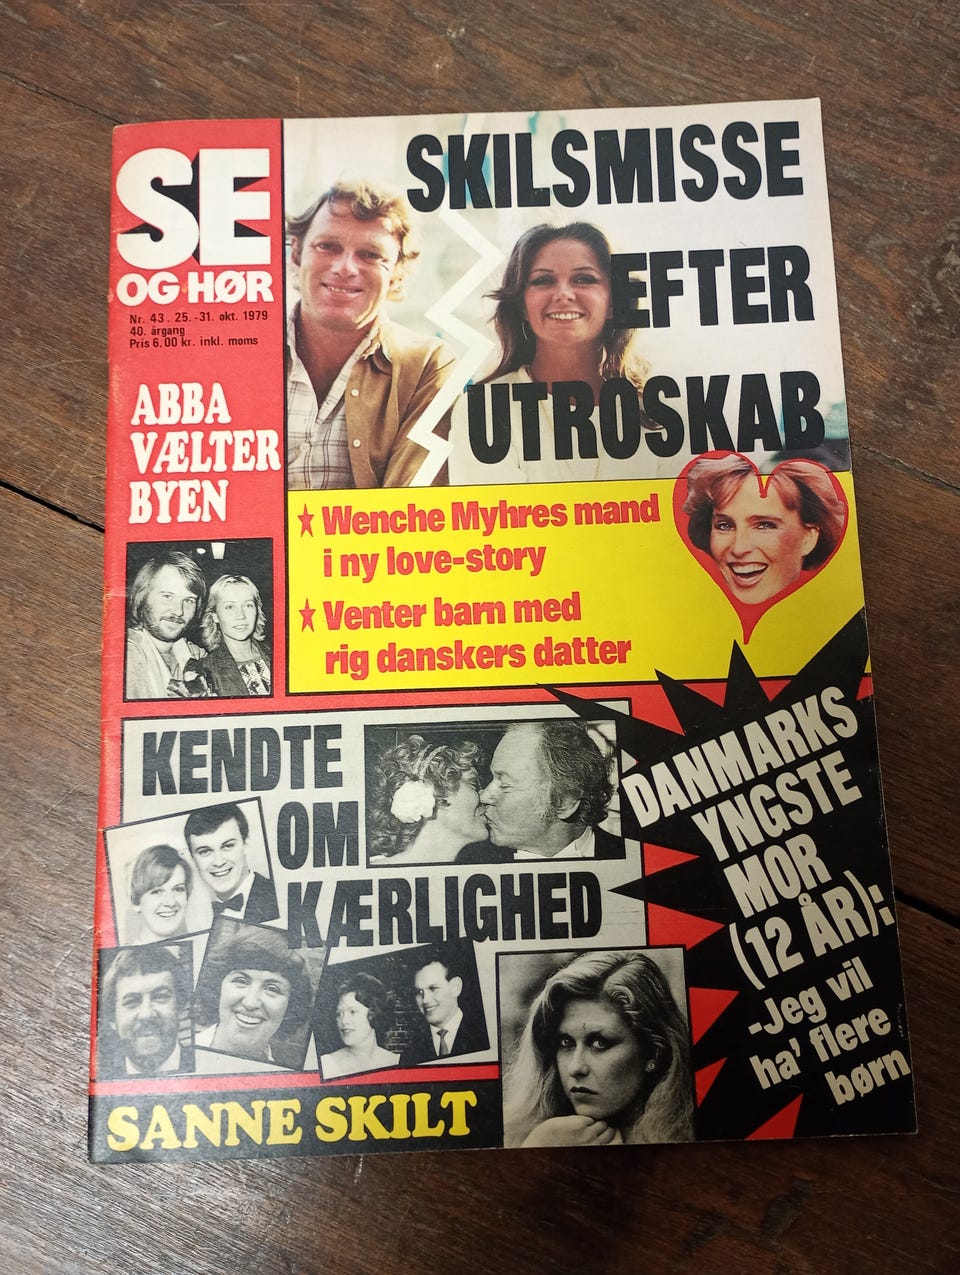 SE
OG HØR
Nr. 43. 25.-31. okt. 1979
40. årgang
Pris 6,00 kr. inkl. moms
ABBA
VÆLTER
BYEN
SKILSMISSE
EFTER
UTROSKAB
★ Wenche Myhres mand
i ny love-story
★ Venter barn med
rig danskers datter
KENDTE
OM
KÆRLIGHED
DANMARKS
YNGSTE
MOR
(12 ÅR):
-Jeg vil
ha' flere
børn
SANNE SKILT